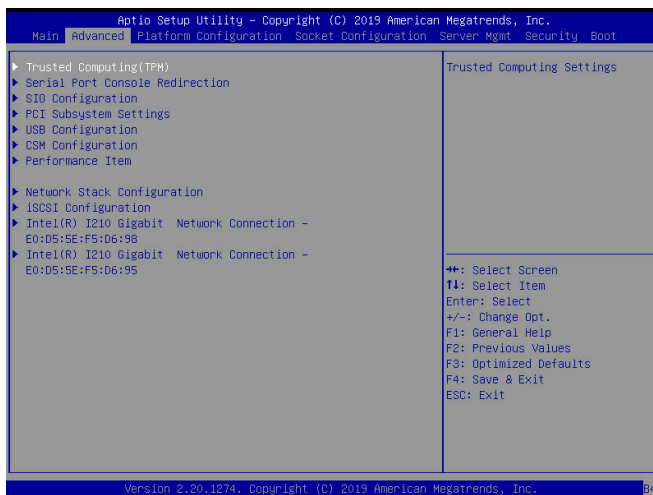 Aptio Setup Utility – Copyright (C) 2019 American Megatrends, Inc.
Main Advanced Platform Configuration Socket Configuration Server Mgmt Security Boot
Trusted Computing(TPM)
Serial Port Console Redirection
SIO Configuration
PCI Subsystem Settings
USB Configuration
CSM Configuration
Performance Item
Network Stack Configuration
iSCSI Configuration
Intel(R) I210 Gigabit Network Connection –
E0:D5:5E:F5:D6:98
Intel(R) I210 Gigabit Network Connection –
E0:D5:5E:F5:D6:95
Trusted Computing Settings
→←: Select Screen
↑↓: Select Item
Enter: Select
+/-: Change Opt.
F1: General Help
F2: Previous Values
F3: Optimized Defaults
F4: Save & Exit
ESC: Exit
Version 2.20.1274. Copyright (C) 2019 American Megatrends, Inc.